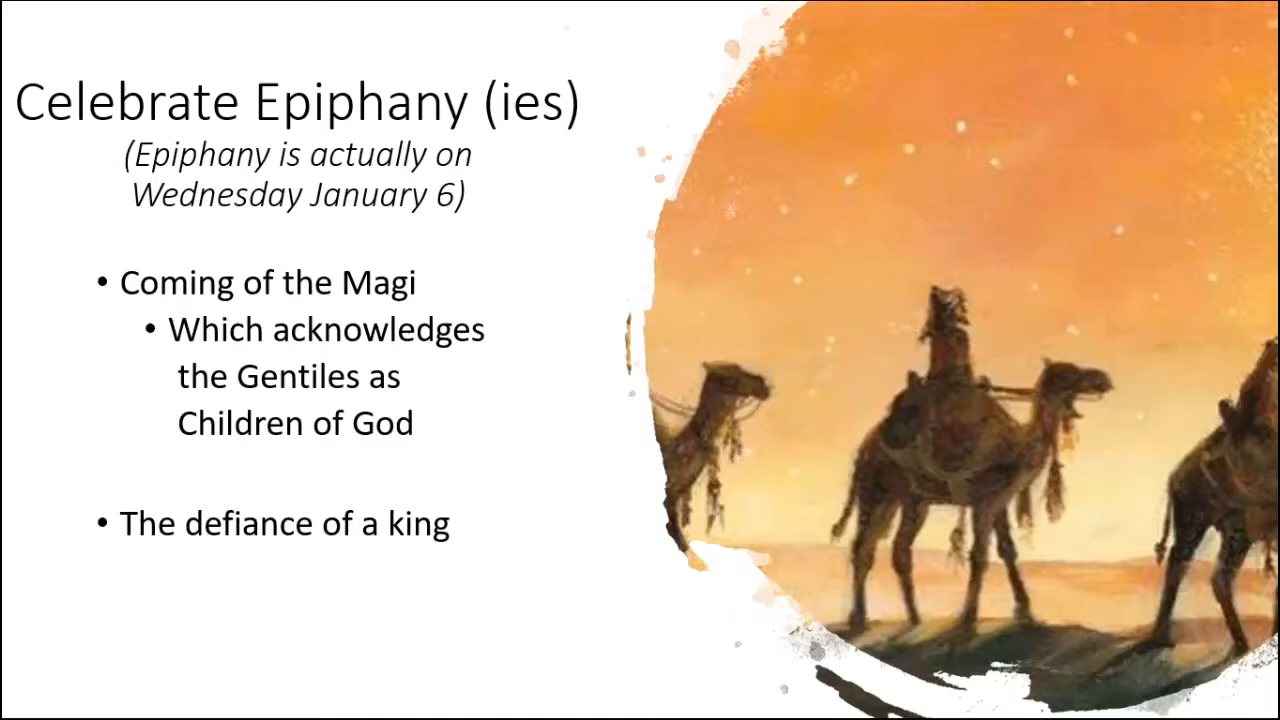 Celebrate Epiphany (ies)
(Epiphany is actually on
Wednesday January 6)
• Coming of the Magi
• Which acknowledges
the Gentiles as
Children of God
• The defiance of a king